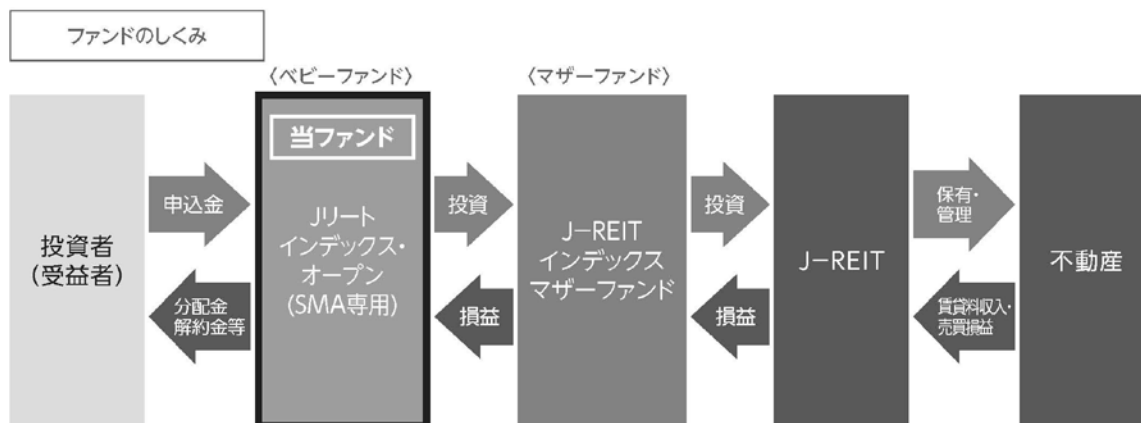 ファンドのしくみ
〈ベビーファンド〉
〈マザーファンド〉
投資者
(受益者)
申込金
分配金
解約金等
当ファンド
Jリート
インデックス・
オープン
(SMA専用)
投資
損益
J-REIT
インデックス
マザーファンド
投資
損益
J-REIT
保有・
管理
賃貸料収入・
売買損益
不動産